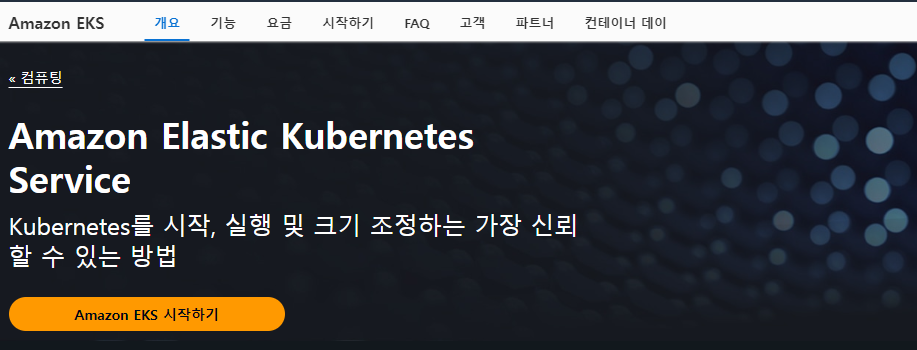 Amazon EKS 개요 기능 요금 시작하기 FAQ 고객 파트너 컨테이너 데이
« 컴퓨팅
Amazon Elastic Kubernetes
Service
Kubernetes를 시작, 실행 및 크기 조정하는 가장 신뢰
할 수 있는 방법
Amazon EKS 시작하기